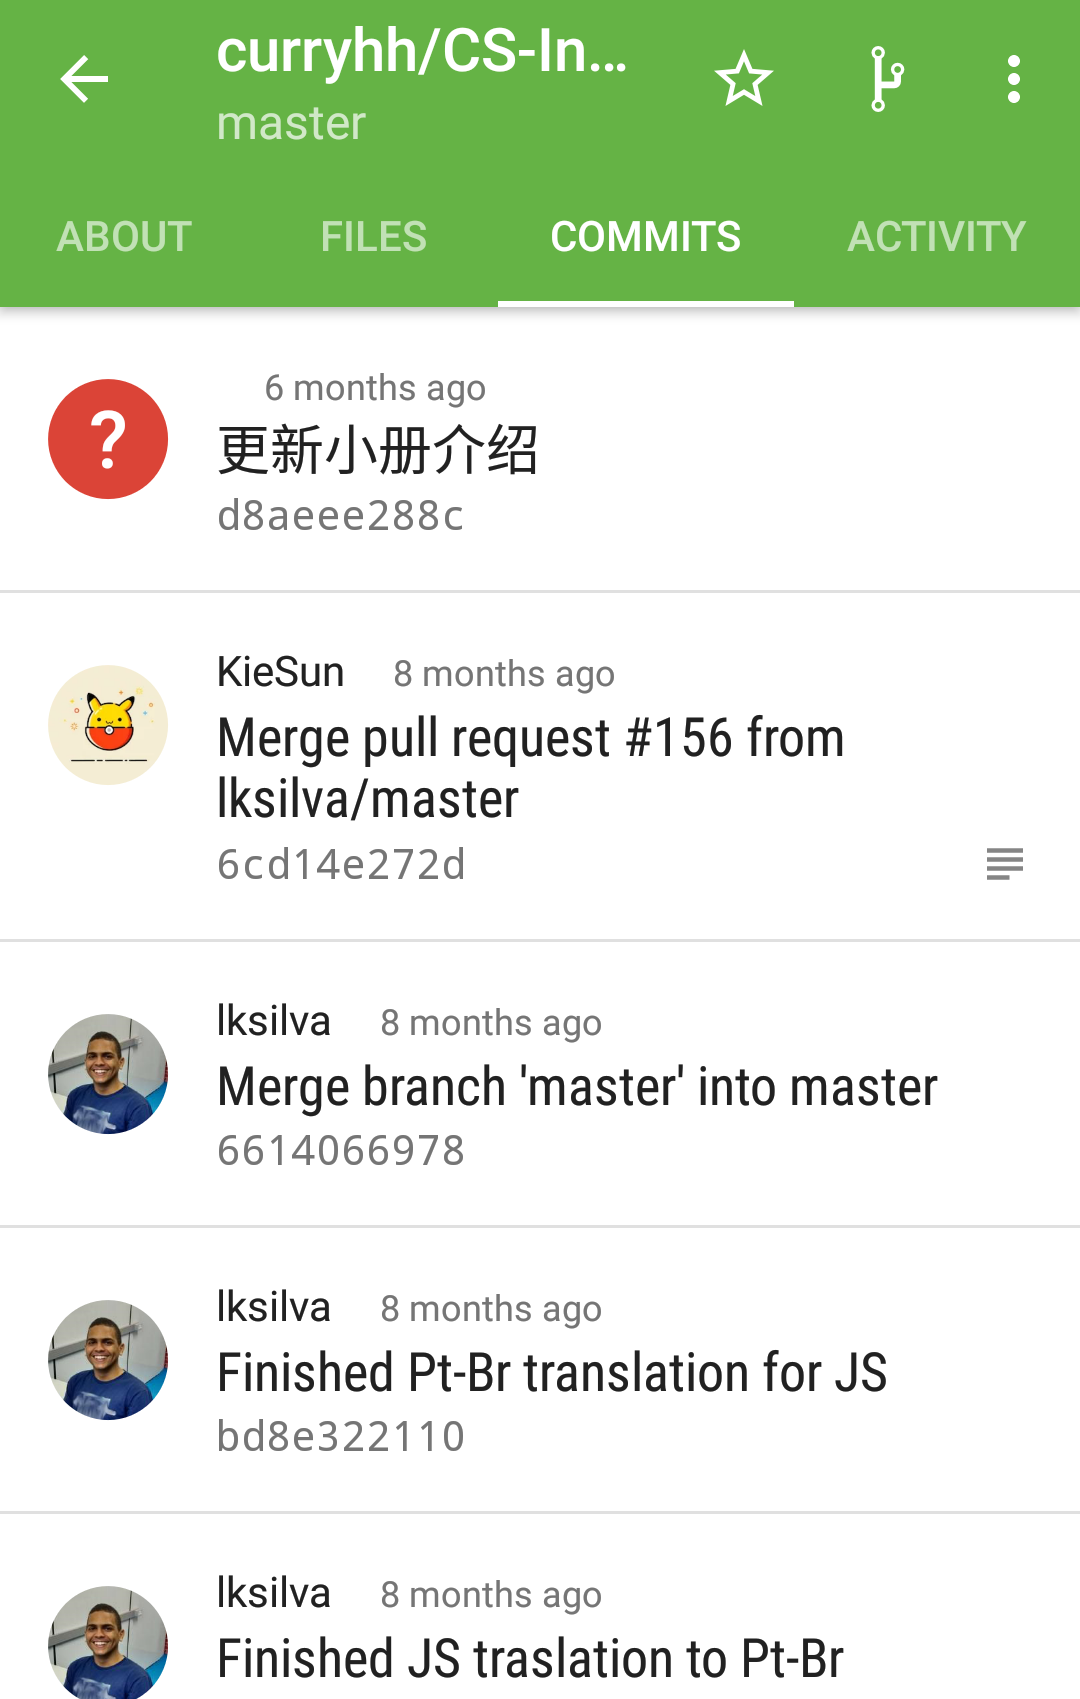 curryhh/CS-In...
master
ABOUT FILES COMMITS ACTIVITY
?
6 months ago
更新小册介绍
d8aeee288c
KieSun 8 months ago
Merge pull request #156 from
lksilva/master
6cd14e272d
lksilva 8 months ago
Merge branch 'master' into master
6614066978
lksilva 8 months ago
Finished Pt-Br translation for JS
bd8e322110
lksilva 8 months ago
Finished JS traslation to Pt-Br